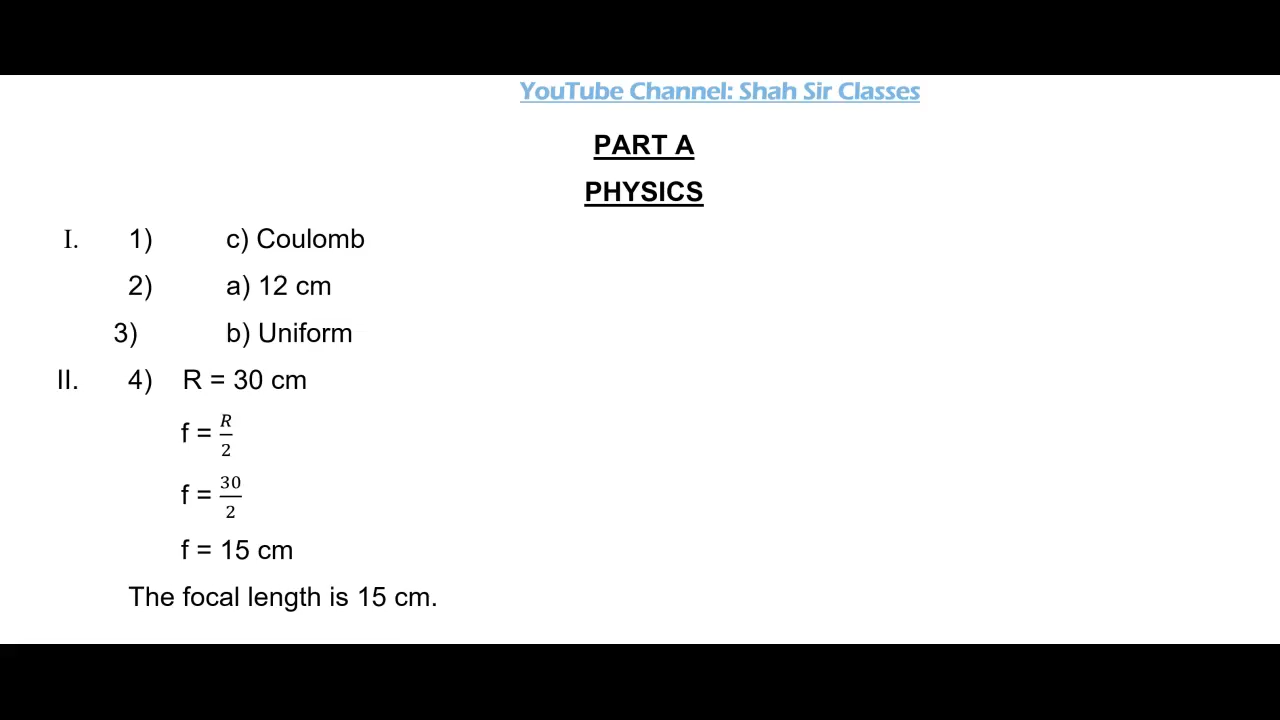 YouTube Channel: Shah Sir Classes
PART A
PHYSICS
I. 1) c) Coulomb
2) a) 12 cm
3) b) Uniform
II. 4) R = 30 cm
f = R/2
f = 30/2
f = 15 cm
The focal length is 15 cm.